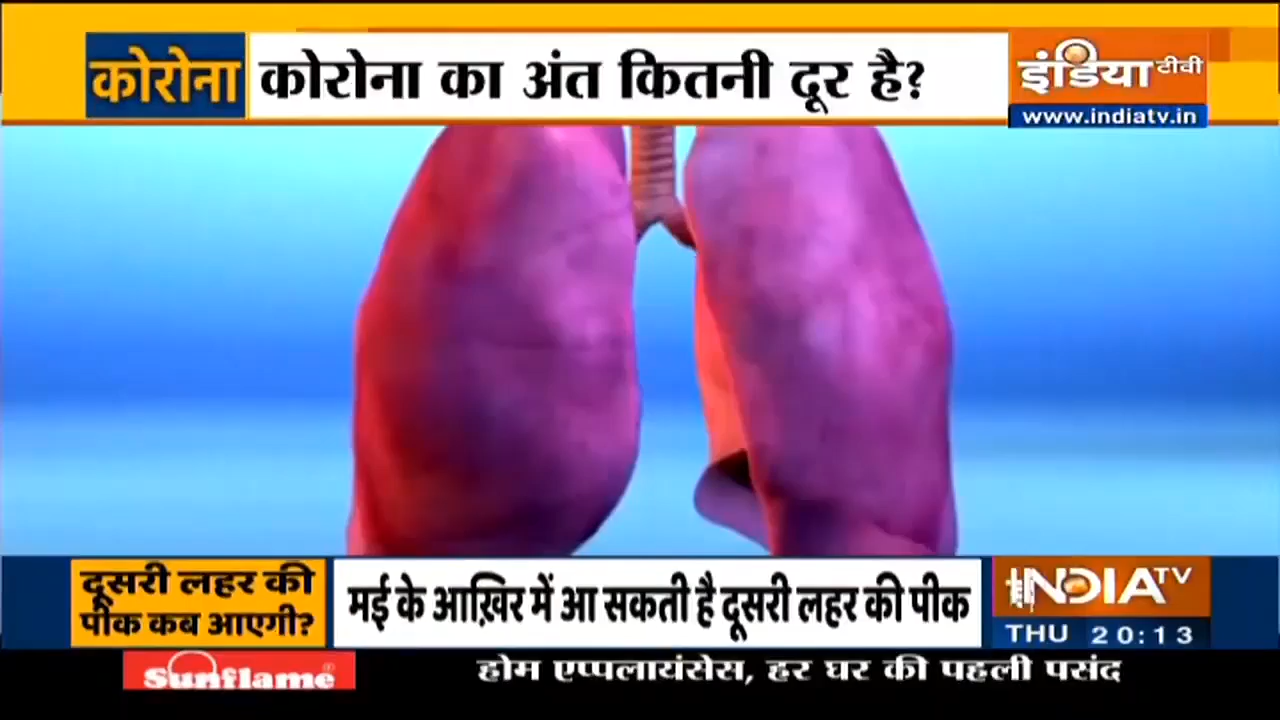 कोरोना
कोरोना का अंत कितनी दूर है?
इंडिया टीवी
www.indiatv.in
दूसरी लहर की
पीक कब आएगी?
मई के आख़िर में आ सकती है दूसरी लहर की पीक
INDIA TV
THU 20:13
Sunflame
होम एप्पलायंसेस, हर घर की पहली पसंद